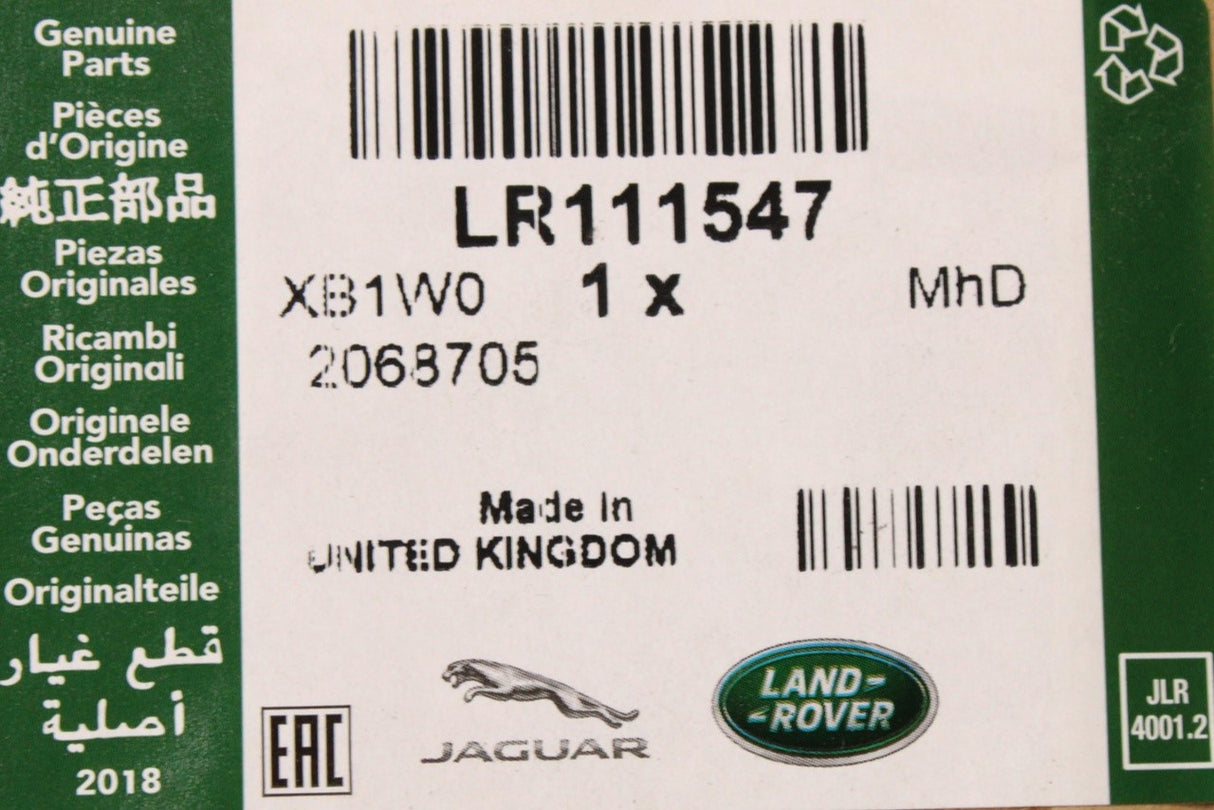 Genuine
Parts
Pièces
d'Origine
純正部品
Piezas
Originales
Ricambi
Originali
Originele
Onderdelen
Peças
Genuinas
Originalteile
قطع غيار
أصلية
2018
LR111547
XB1W0 1 x MhD
2068705
Made In
UNITED KINGDOM
EAC
JAGUAR
LAND-
-ROVER
JLR
4001.2